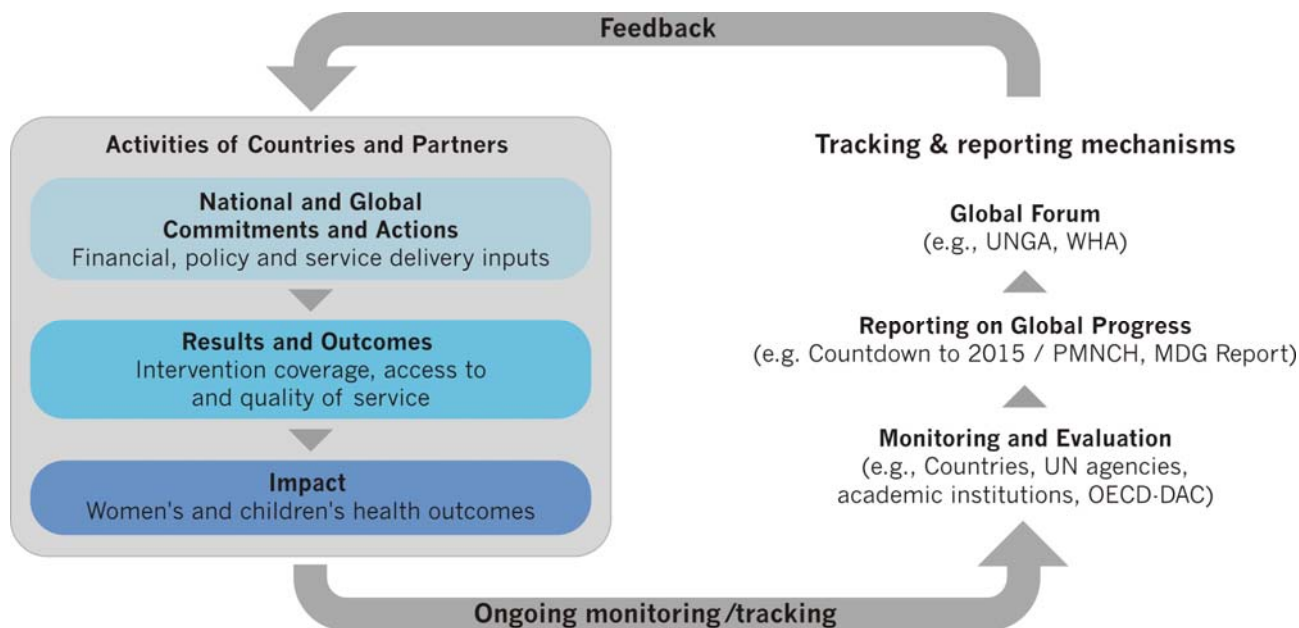 Feedback
Activities of Countries and Partners
National and Global
Commitments and Actions
Financial, policy and service delivery inputs
Results and Outcomes
Intervention coverage, access to
and quality of service
Impact
Women's and children's health outcomes
Tracking & reporting mechanisms
Global Forum
(e.g., UNGA, WHA)
Reporting on Global Progress
(e.g. Countdown to 2015 / PMNCH, MDG Report)
Monitoring and Evaluation
(e.g., Countries, UN agencies,
academic institutions, OECD·DAC)
Ongoing monitoring/tracking